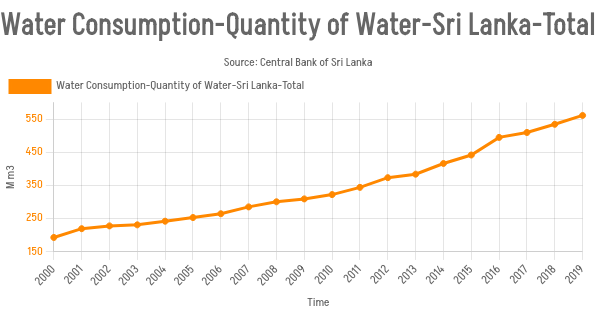 Water Consumption-Quantity of Water-Sri Lanka-Total
Source: Central Bank of Sri Lanka
Water Consumption-Quantity of Water-Sri Lanka-Total
550
450
350
250
150
M m3
2000 2001 2002 2003 2004 2005 2006 2007 2008 2009 2010 2011 2012 2013 2014 2015 2016 2017 2018 2019
Time